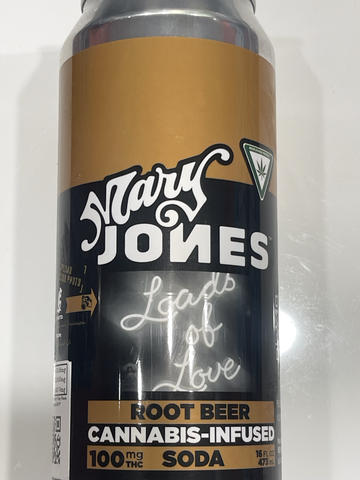 Mary
JONES
Loads
of
Love
ROOT BEER
CANNABIS-INFUSED
100mg THC SODA 16 FL OZ 473 mL